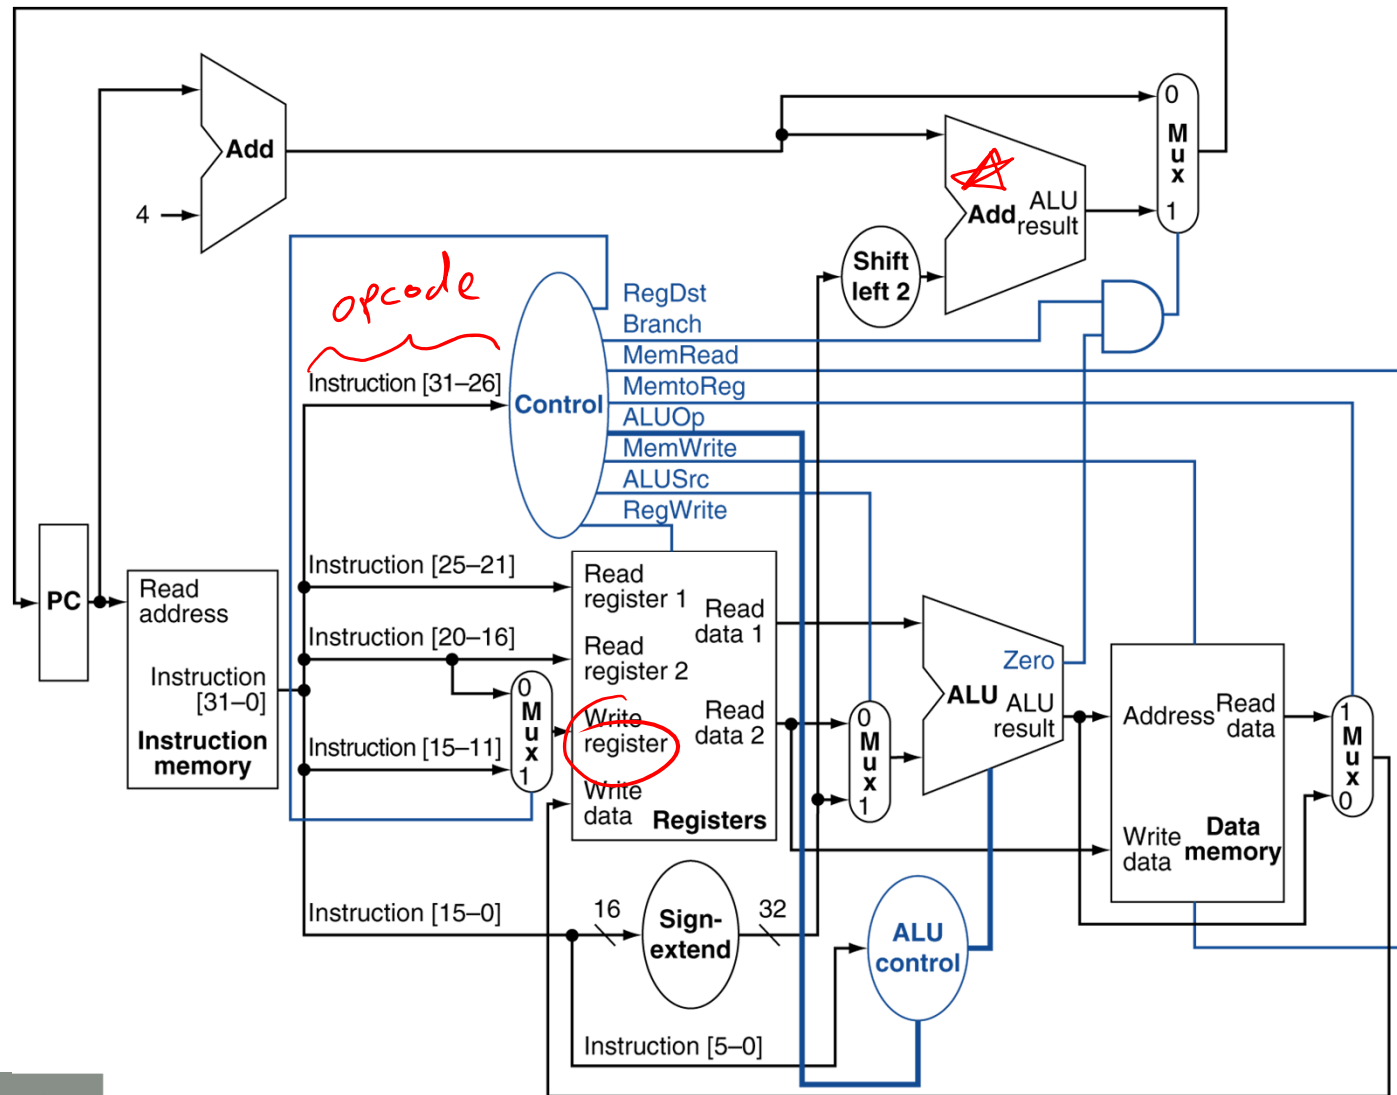 0
M
u
x
1
Add
4
Add
ALU
result
Shift
left 2
opcode
RegDst
Branch
MemRead
MemtoReg
ALUOp
MemWrite
ALUSrc
RegWrite
Instruction [31–26]
Control
PC
Read
address
Instruction
[31–0]
Instruction
memory
Instruction [25–21]
Instruction [20–16]
Instruction [15–11]
0
M
u
x
1
Read
register 1
Read
register 2
Write
register
Write
data
Read
data 1
Read
data 2
Registers
0
M
u
x
1
Zero
ALU
ALU
result
Address
Read
data
Write
data
Data
memory
1
M
u
x
0
Instruction [15–0]
16
Sign-
extend
32
ALU
control
Instruction [5–0]